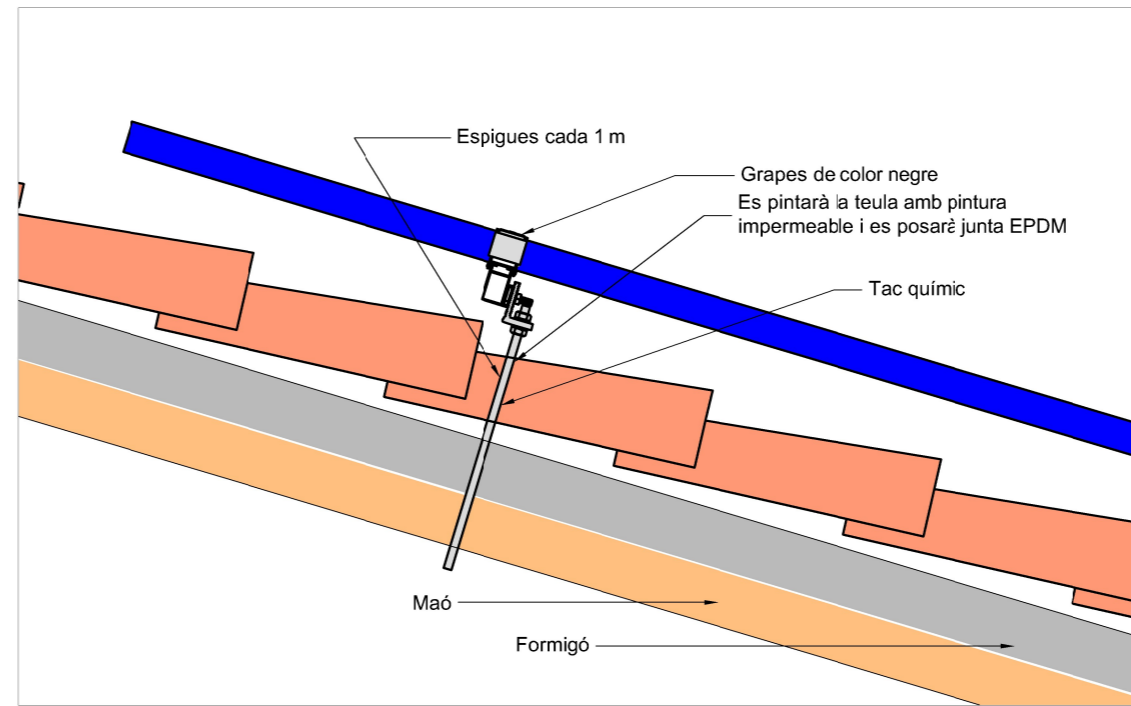 Espigues cada 1 m
Grapes de color negre
Es pintarà la teula amb pintura
impermeable i es posarà junta EPDM
Tac químic
Maó
Formigó